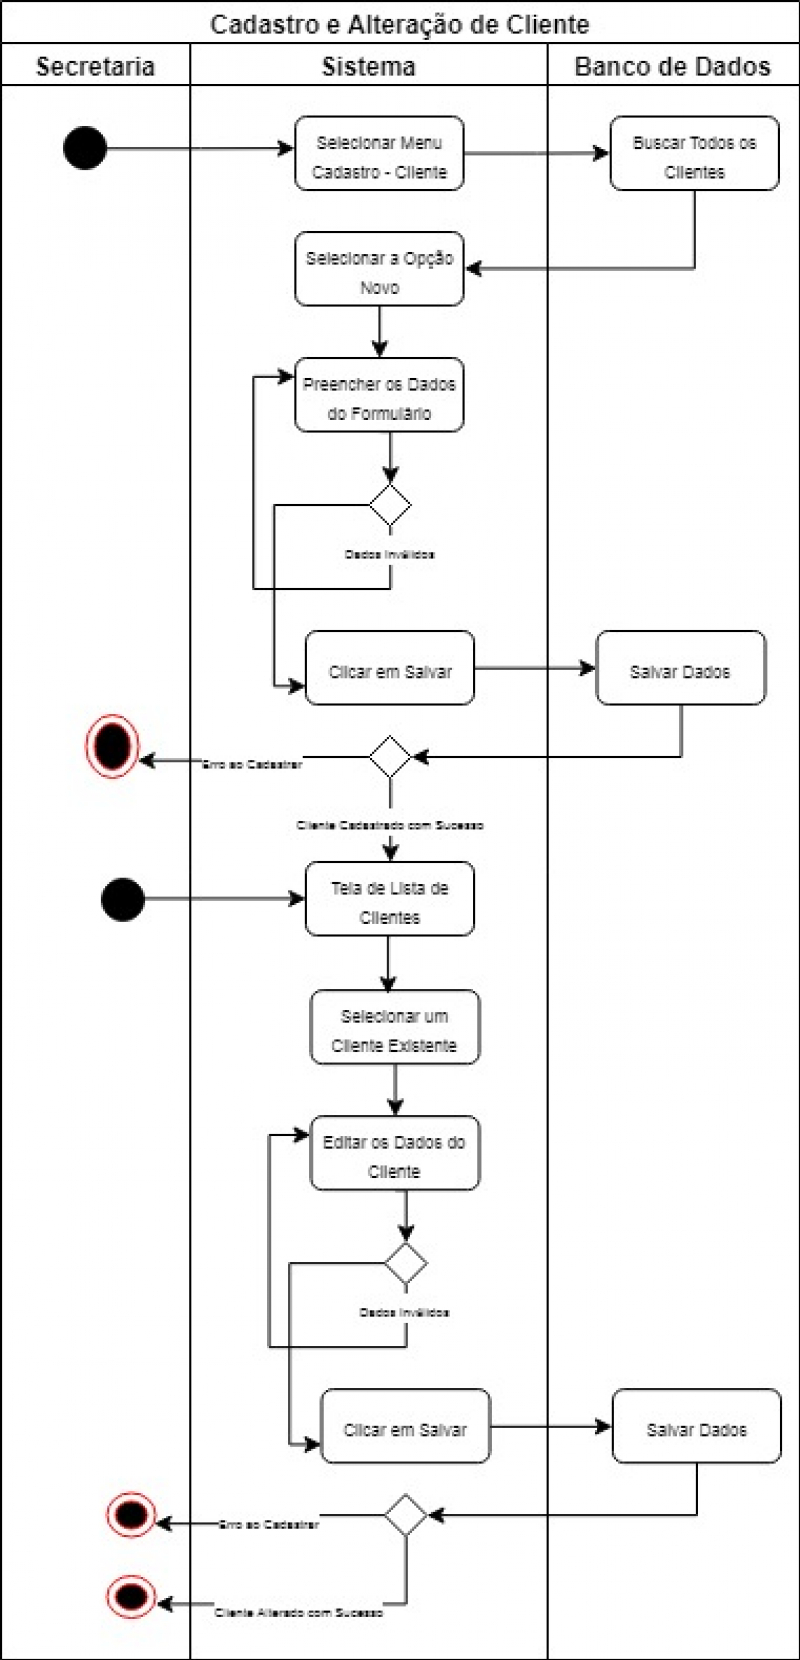 Cadastro e Alteração de Cliente
Secretaria
Sistema
Banco de Dados
Selecionar Menu
Cadastro - Cliente
Buscar Todos os
Clientes
Selecionar a Opção
Novo
Preencher os Dados
do Formulário
Dados Inválidos
Clicar em Salvar
Salvar Dados
Erro ao Cadastrar
Cliente Cadastrado com Sucesso
Tela de Lista de
Clientes
Selecionar um
Cliente Existente
Editar os Dados do
Cliente
Dados Inválidos
Clicar em Salvar
Salvar Dados
Erro ao Cadastrar
Cliente Alterado com Sucesso